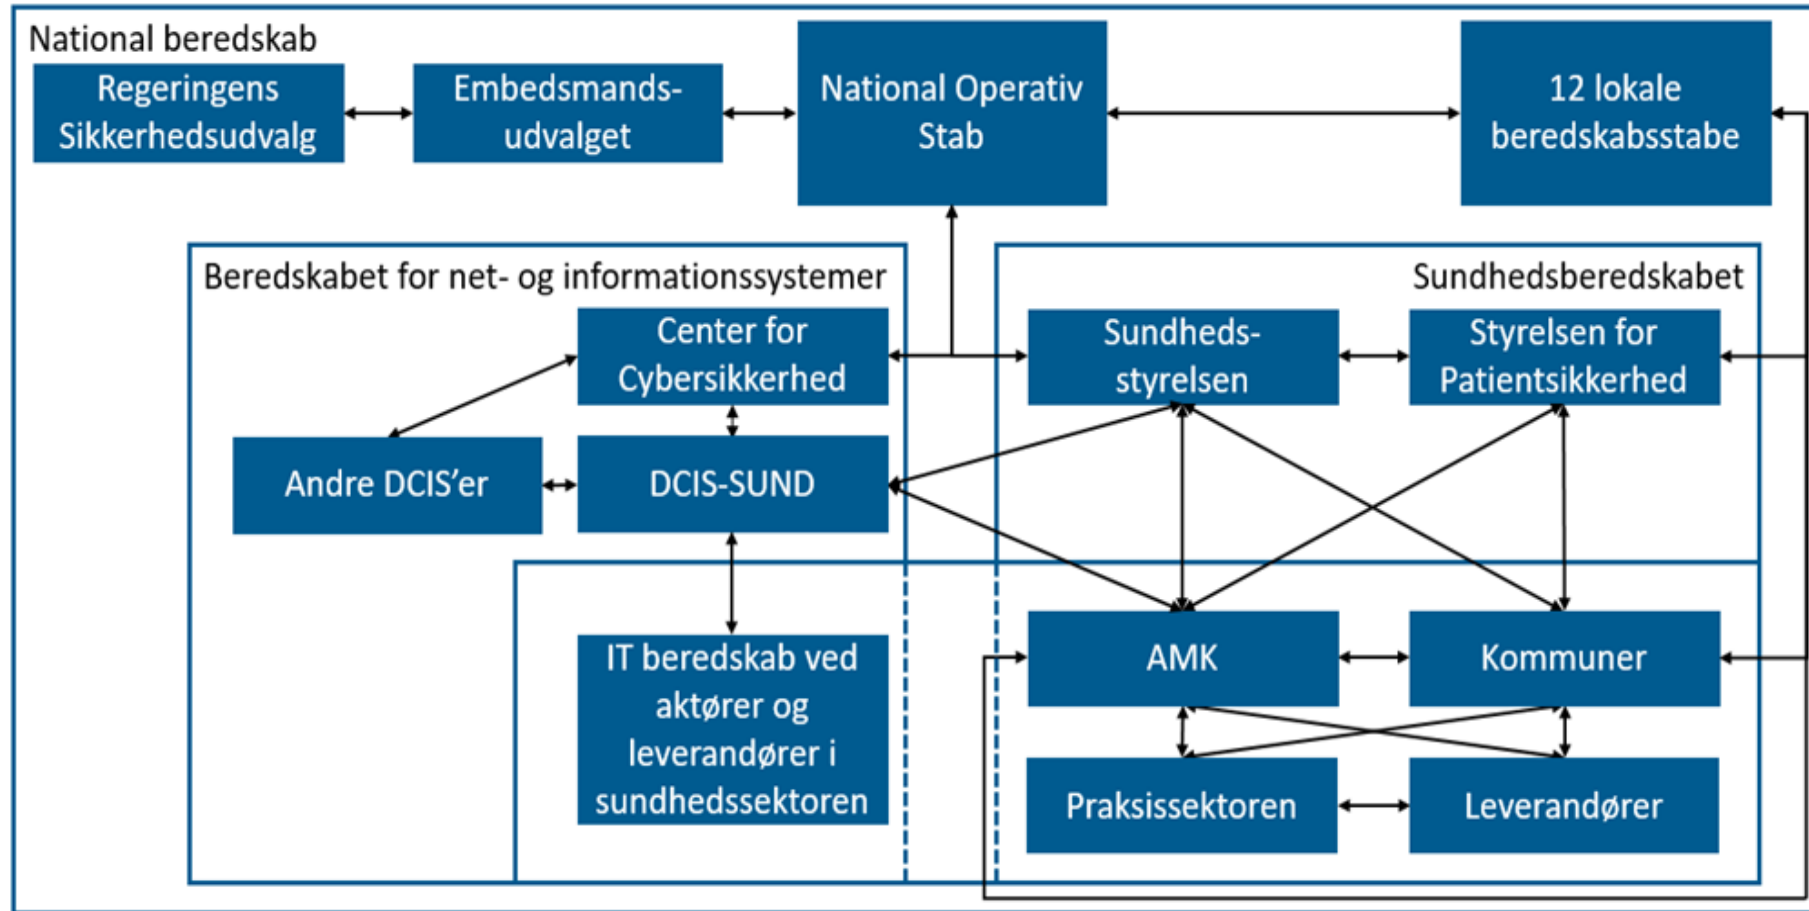 National beredskab
Regeringens
Sikkerhedsudvalg
Embedsmands-
udvalget
National Operativ
Stab
12 lokale
beredskabsstabe
Beredskabet for net- og informationssystemer
Center for
Cybersikkerhed
Andre DCIS'er
DCIS-SUND
IT beredskab ved
aktører og
leverandører i
sundhedssektoren
Sundhedsberedskabet
Sundheds-
styrelsen
Styrelsen for
Patientsikkerhed
AMK
Kommuner
Praksissektoren
Leverandører